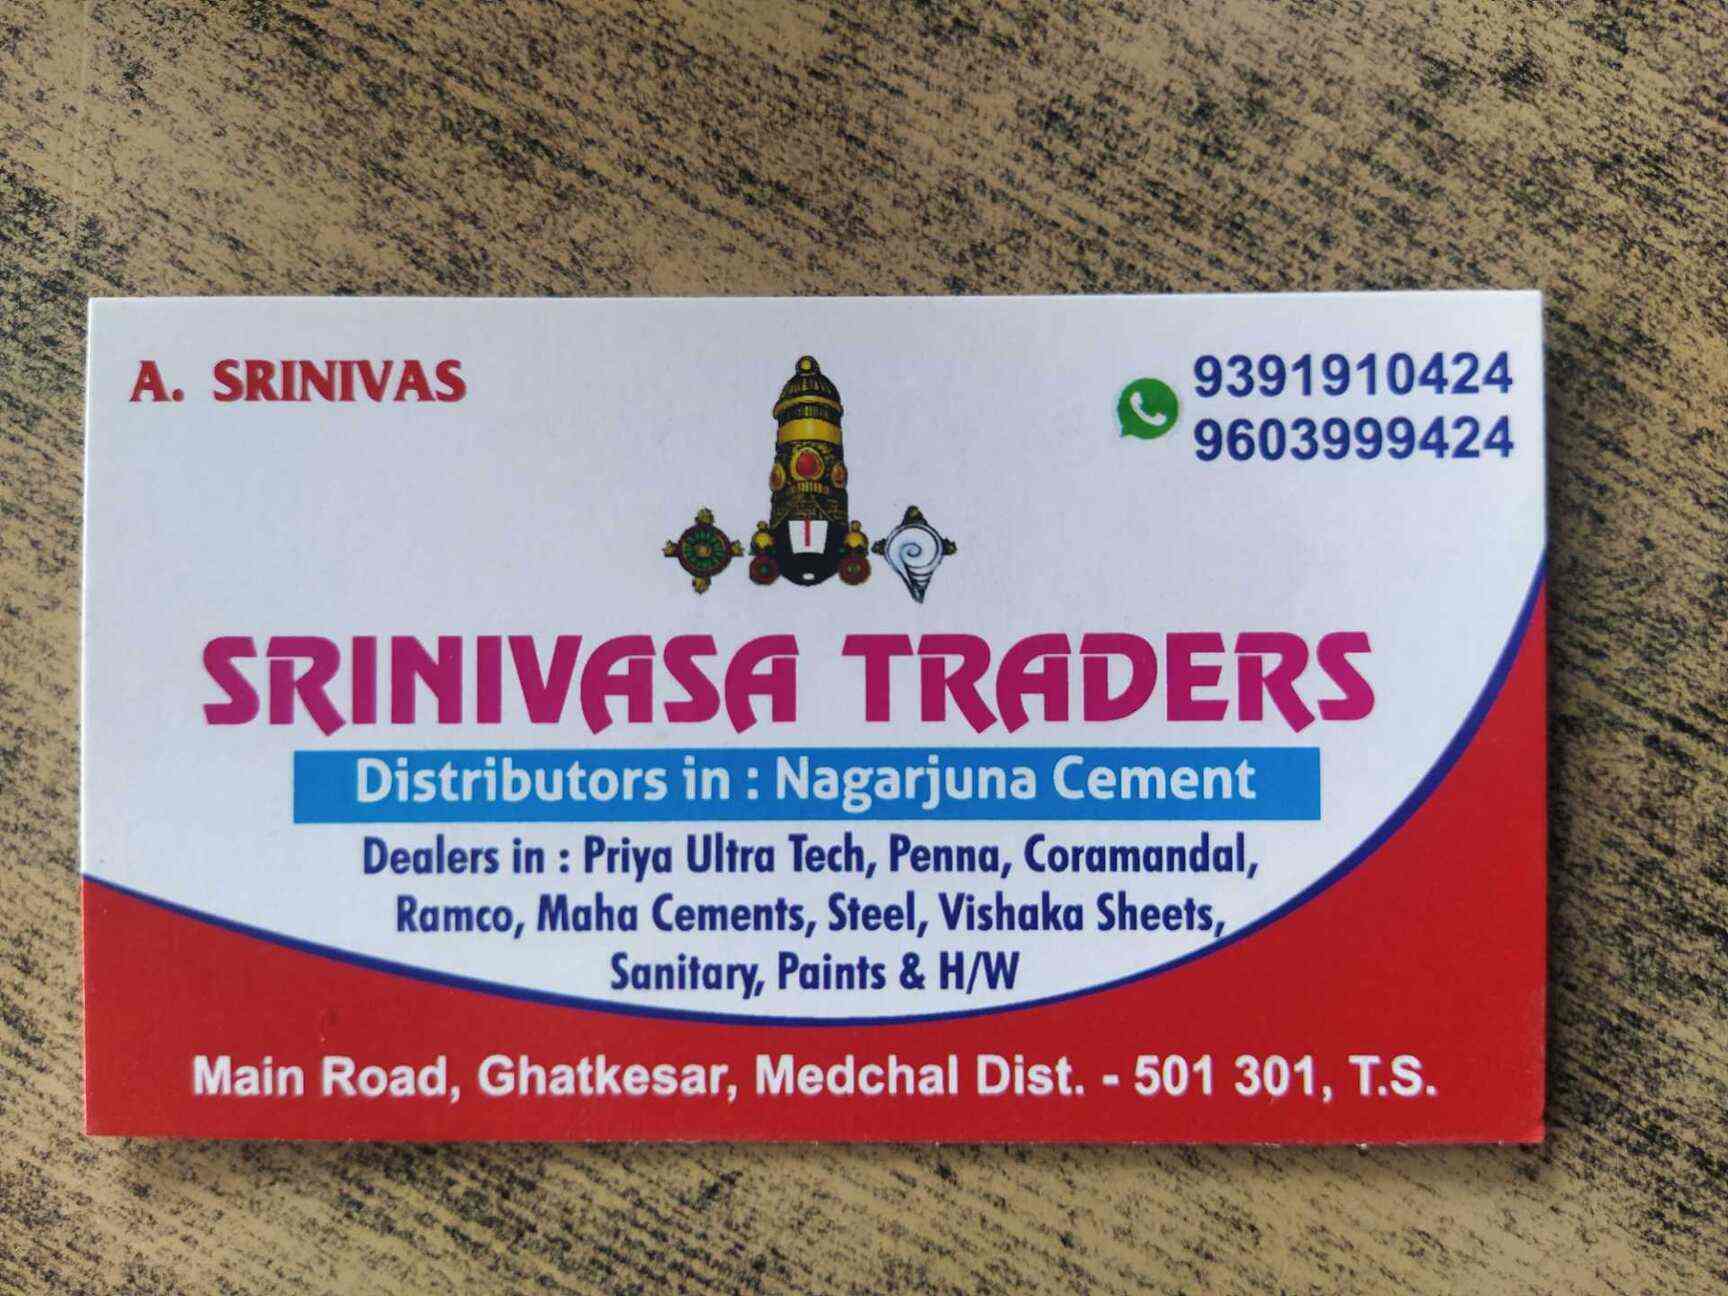 A. SRINIVAS
9391910424
9603999424
SRINIVASA TRADERS
Distributors in : Nagarjuna Cement
Dealers in : Priya Ultra Tech, Penna, Coramandal,
Ramco, Maha Cements, Steel, Vishaka Sheets,
Sanitary, Paints & H/W
Main Road, Ghatkesar, Medchal Dist. - 501 301, T.S.